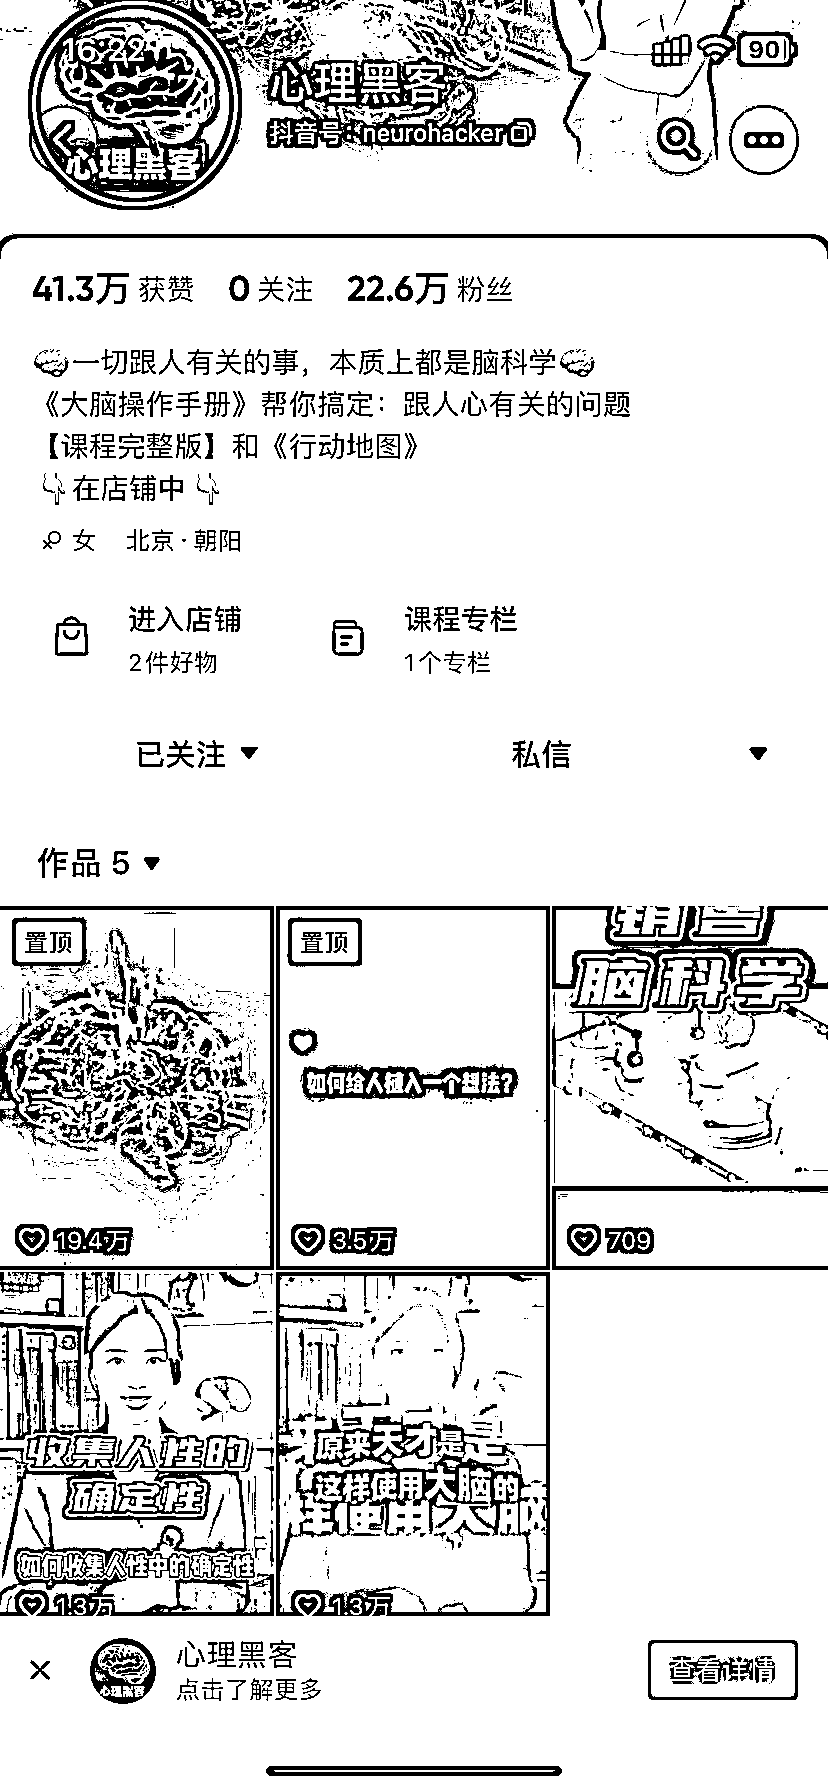 16:22
90
心理黑客
心理黑客
抖音号:neurohacker
41.3万 获赞 0 关注 22.6万 粉丝
一切跟人有关的事，本质上都是脑科学
《大脑操作手册》帮你搞定：跟人心有关的问题
【课程完整版】和《行动地图》
在店铺中
女 北京·朝阳
进入店铺 课程专栏
2件好物 1个专栏
已关注 私信
作品 5
置顶
19.4万
置顶
如何给人植入一个想法?
3.5万
销售
脑科学
709
收集人性的
确定性
如何收集人性中的确定性
1.3万
原来天才是
这样使用大脑的
1.3万
心理黑客
心理黑客
点击了解更多
查看详情